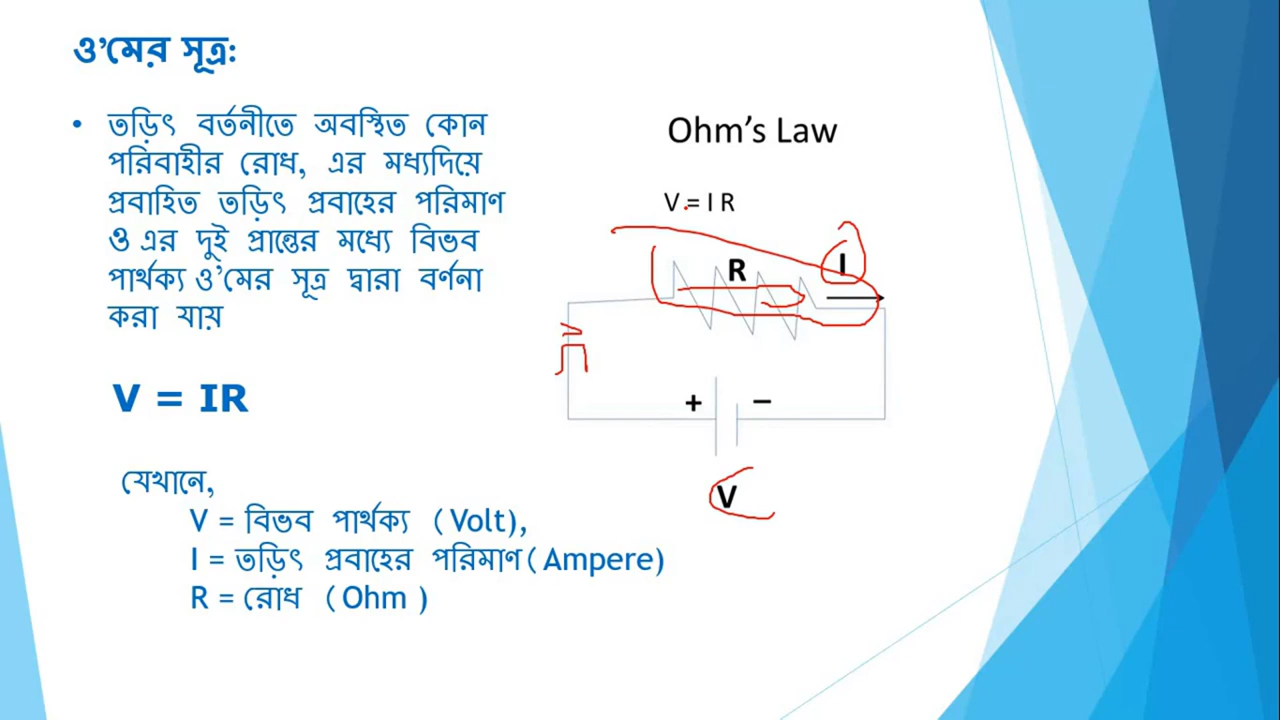 ও’মের সূত্র:
• তড়িৎ বর্তনীতে অবস্থিত কোন
পরিবাহীর রোধ, এর মধ্যদিয়ে
প্রবাহিত তড়িৎ প্রবাহের পরিমাণ
ও এর দুই প্রান্তের মধ্যে বিভব
পার্থক্য ও’মের সূত্র দ্বারা বর্ণনা
করা যায়
V = IR
যেখানে,
V = বিভব পার্থক্য (Volt),
I = তড়িৎ প্রবাহের পরিমাণ(Ampere)
R = রোধ (Ohm )
Ohm’s Law
V = I R
R
I
+ –
V